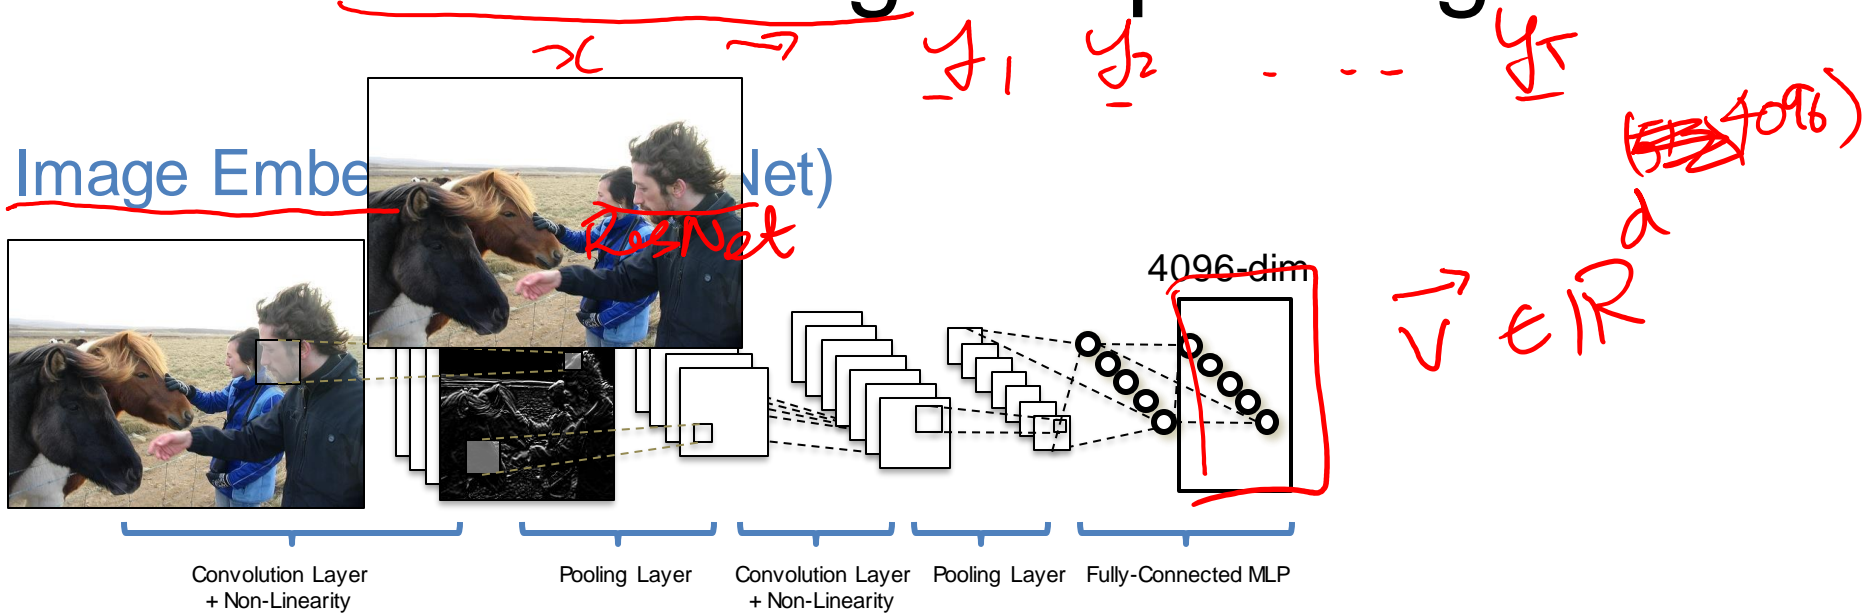 x → y1 y2 - - - yT
4096)
Image Embe Net)
ResNet
d
4096-dim
v ∈ ℝ
Convolution Layer
+ Non-Linearity
Pooling Layer
Convolution Layer
+ Non-Linearity
Pooling Layer
Fully-Connected MLP